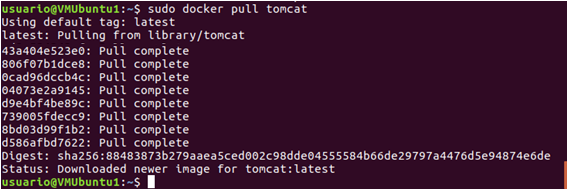 usuario@VMUbuntu1:~$ sudo docker pull tomcat
Using default tag: latest
latest: Pulling from library/tomcat
43a404e523e0: Pull complete
806f07b1dce8: Pull complete
0cad96dccb4c: Pull complete
04073e2a9145: Pull complete
d9e4bf4be89c: Pull complete
739005fdecc9: Pull complete
8bd03d99f1b2: Pull complete
d586afbd7622: Pull complete
Digest: sha256:88483873b279aaea5ced002c98dde04555584b66de29797a4476d5e94874e6de
Status: Downloaded newer image for tomcat:latest
usuario@VMUbuntu1:~$